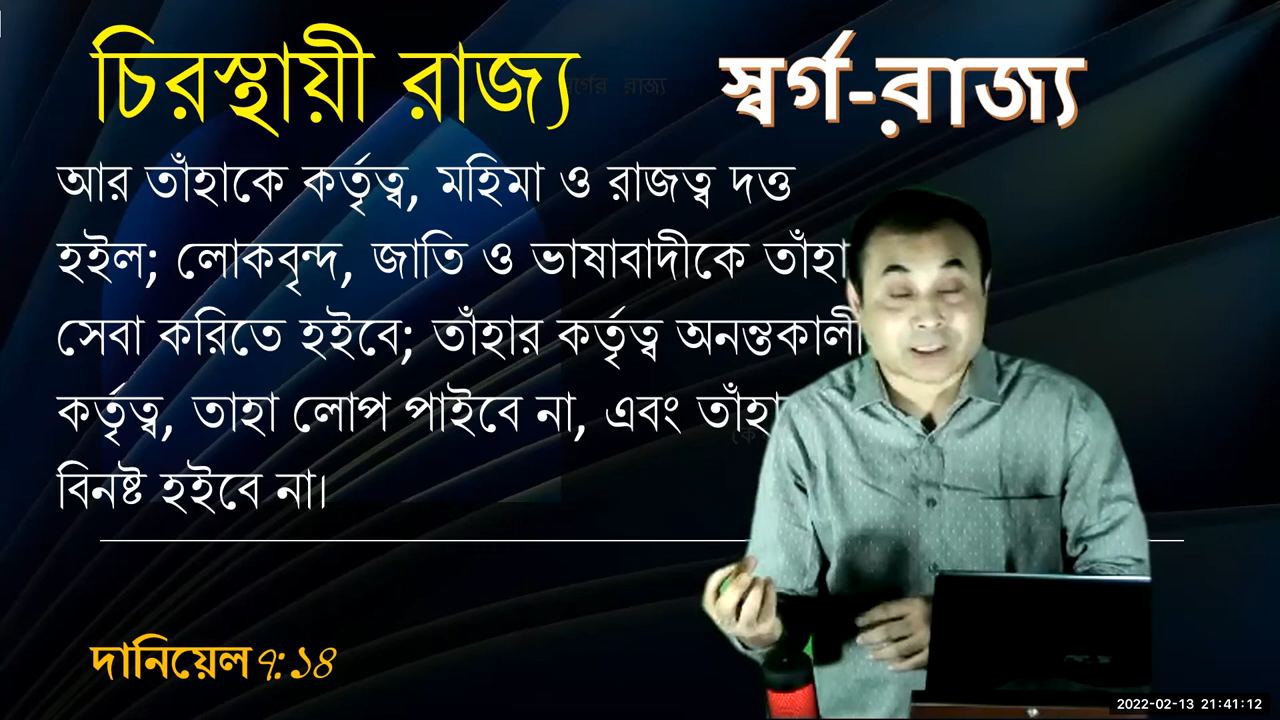 চিরস্থায়ী রাজ্য
স্বর্গ-রাজ্য
আর তাঁহাকে কর্তৃত্ব, মহিমা ও রাজত্ব দত্ত
হইল; লোকবৃন্দ, জাতি ও ভাষাবাদীকে তাঁহা
সেবা করিতে হইবে; তাঁহার কর্তৃত্ব অনন্তকালী
কর্তৃত্ব, তাহা লোপ পাইবে না, এবং তাঁহা
বিনষ্ট হইবে না।
দানিয়েল ৭:১৪
2022-02-13 21:41:12